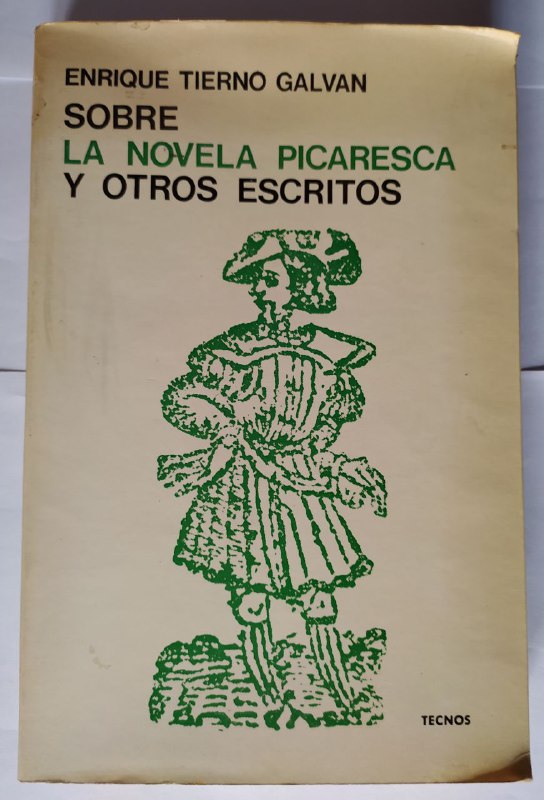 ENRIQUE TIERNO GALVAN
SOBRE
LA NOVELA PICARESCA
Y OTROS ESCRITOS
TECNOS